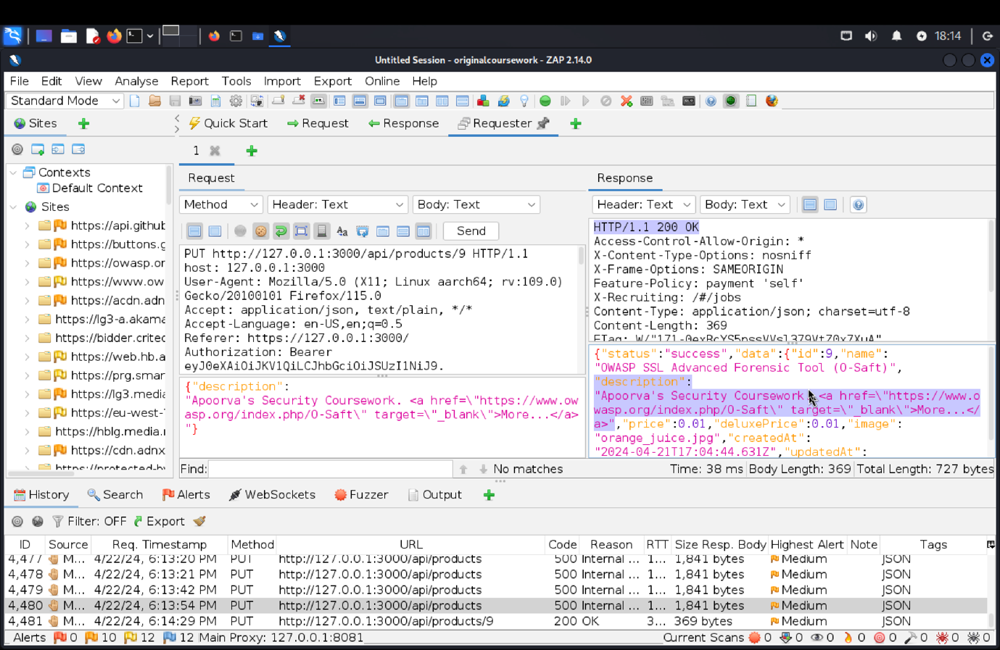 18:14
Untitled Session - originalcoursework - ZAP 2.14.0
File Edit View Analyse Report Tools Import Export Online Help
Standard Mode
Sites
Quick Start Request Response Requester
1
Contexts
Default Context
Sites
https://api.github
https://buttons.g
https://owasp.or
https://www.ow
https://acdn.adn
https://lg3-a.akama
https://bidder.criteo
https://web.hb.a
https://prg.smar
https://lg3.media
https://eu-west-
https://hblg.media.r
https://cdn.adnx
Request
Method Header: Text Body: Text
Send
PUT http://127.0.0.1:3000/api/products/9 HTTP/1.1
host: 127.0.0.1:3000
User-Agent: Mozilla/5.0 (X11; Linux aarch64; rv:109.0)
Gecko/20100101 Firefox/115.0
Accept: application/json, text/plain, */*
Accept-Language: en-US,en;q=0.5
Referer: https://127.0.0.1:3000/
Authorization: Bearer
eyJ0eXAiOiJKV1QiLCJhbGciOiJSUzI1NiJ9.
{"description":
"Apoorva's Security Coursework. <a href=\"https://www.ow
asp.org/index.php/O-Saft\" target=\"_blank\">More...</a>
"}
Response
Header: Text Body: Text
HTTP/1.1 200 OK
Access-Control-Allow-Origin: *
X-Content-Type-Options: nosniff
X-Frame-Options: SAMEORIGIN
Feature-Policy: payment 'self'
X-Recruiting: /#/jobs
Content-Type: application/json; charset=utf-8
Content-Length: 369
{"status":"success","data":{"id":9,"name":
"OWASP SSL Advanced Forensic Tool (O-Saft)",
"description":
"Apoorva's Security Coursework. <a href=\"https://www.o
wasp.org/index.php/O-Saft\" target=\"_blank\">More...</
a>","price":0.01,"deluxePrice":0.01,"image":
"orange_juice.jpg","createdAt":
"2024-04-21T17:04:44.631Z","updatedAt":
Find: No matches Time: 38 ms Body Length: 369 Total Length: 727 bytes
History Search Alerts WebSockets Fuzzer Output
Filter: OFF Export
ID Source Req. Timestamp Method URL Code Reason RTT Size Resp. Body Highest Alert Note Tags
4,477 M... 4/22/24, 6:13:20 PM PUT http://127.0.0.1:3000/api/products 500 Internal ... 1... 1,841 bytes Medium JSON
4,478 M... 4/22/24, 6:13:21 PM PUT http://127.0.0.1:3000/api/products 500 Internal ... 1... 1,841 bytes Medium JSON
4,479 M... 4/22/24, 6:13:42 PM PUT http://127.0.0.1:3000/api/products 500 Internal ... 1... 1,841 bytes Medium JSON
4,480 M... 4/22/24, 6:13:54 PM PUT http://127.0.0.1:3000/api/products 500 Internal ... 1... 1,841 bytes Medium JSON
4,481 M... 4/22/24, 6:14:29 PM PUT http://127.0.0.1:3000/api/products/9 200 OK 3... 369 bytes Medium JSON
Alerts 0 10 12 12 Main Proxy: 127.0.0.1:8081 Current Scans 0 0 0 0 0 0 0 0